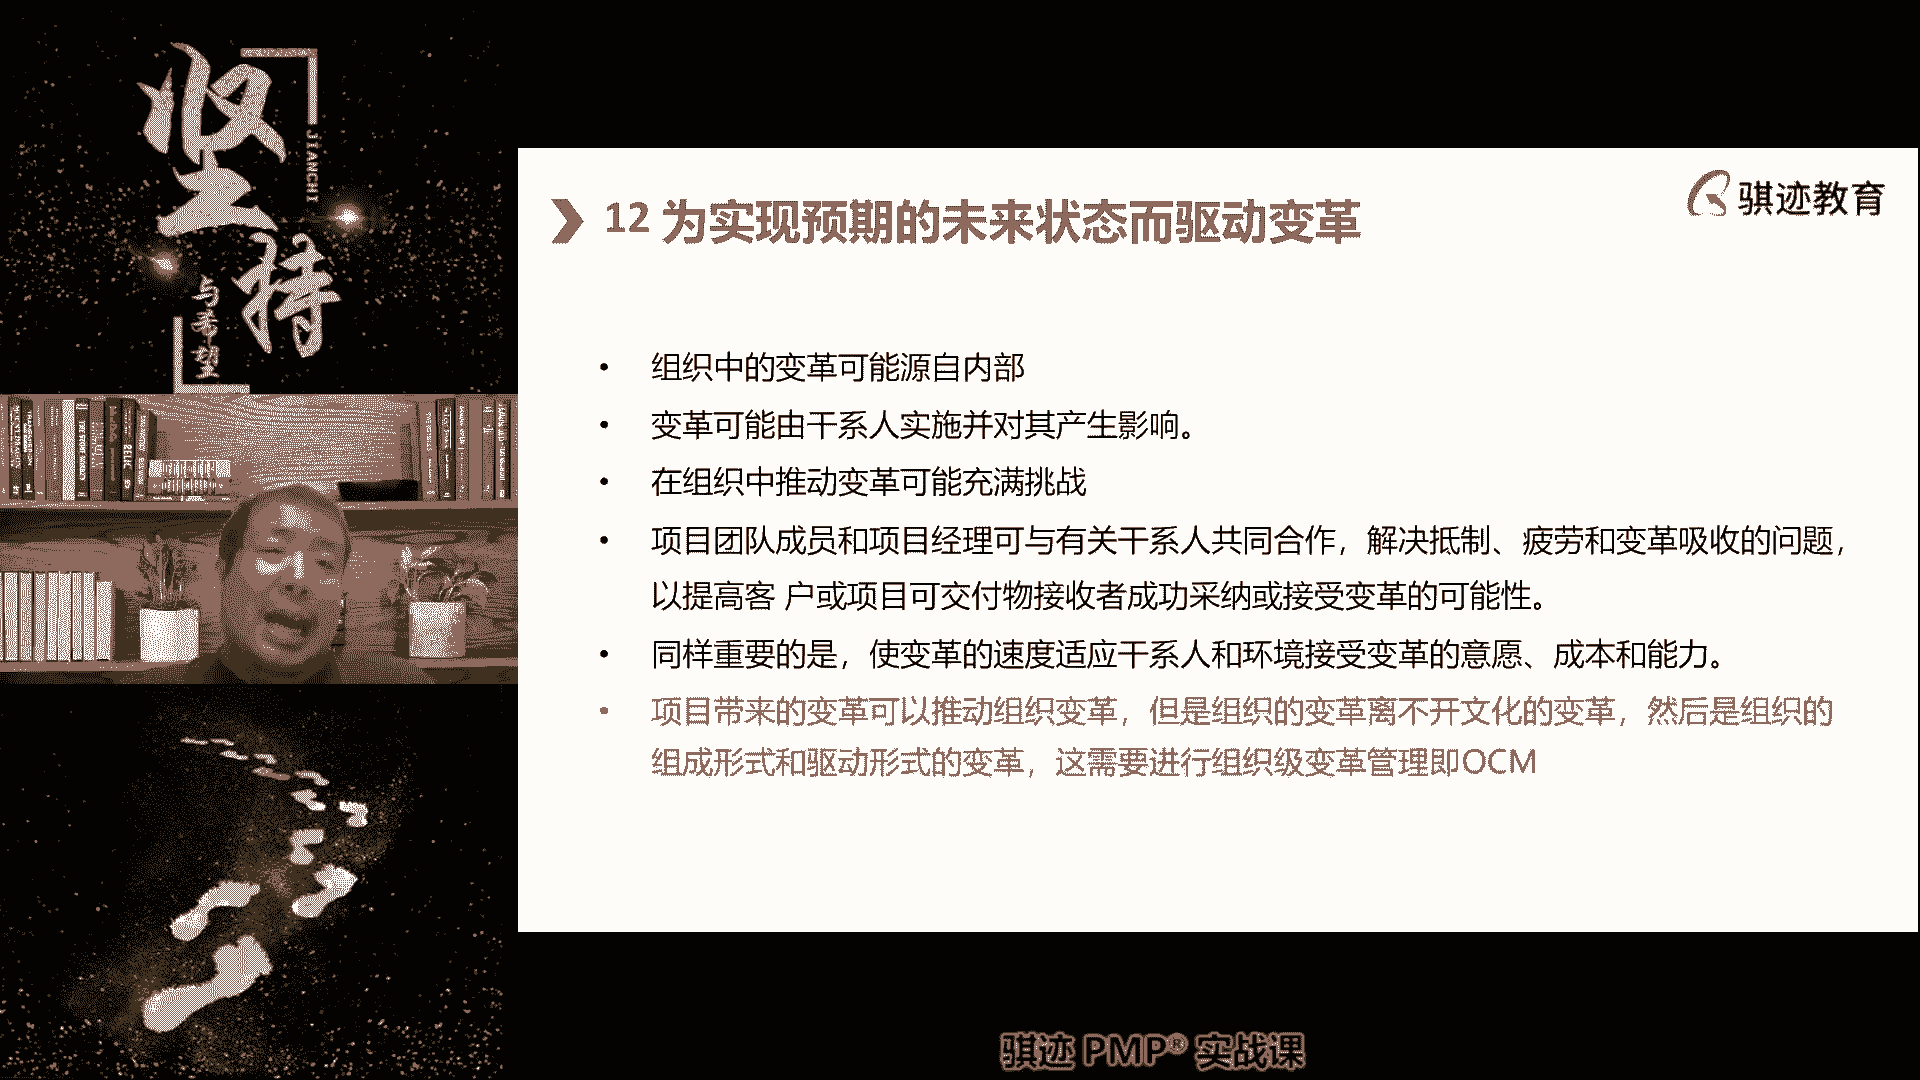 坚持
JIANCHI
与希望
骐迹教育
12 为实现预期的未来状态而驱动变革
• 组织中的变革可能源自内部
• 变革可能由干系人实施并对其产生影响。
• 在组织中推动变革可能充满挑战
• 项目团队成员和项目经理可与有关干系人共同合作，解决抵制、疲劳和变革吸收的问题，
以提高客 户或项目可交付物接收者成功采纳或接受变革的可能性。
• 同样重要的是，使变革的速度适应干系人和环境接受变革的意愿、成本和能力。
• 项目带来的变革可以推动组织变革，但是组织的变革离不开文化的变革，然后是组织的
组成形式和驱动形式的变革，这需要进行组织级变革管理即OCM
骐迹 PMP® 实战课